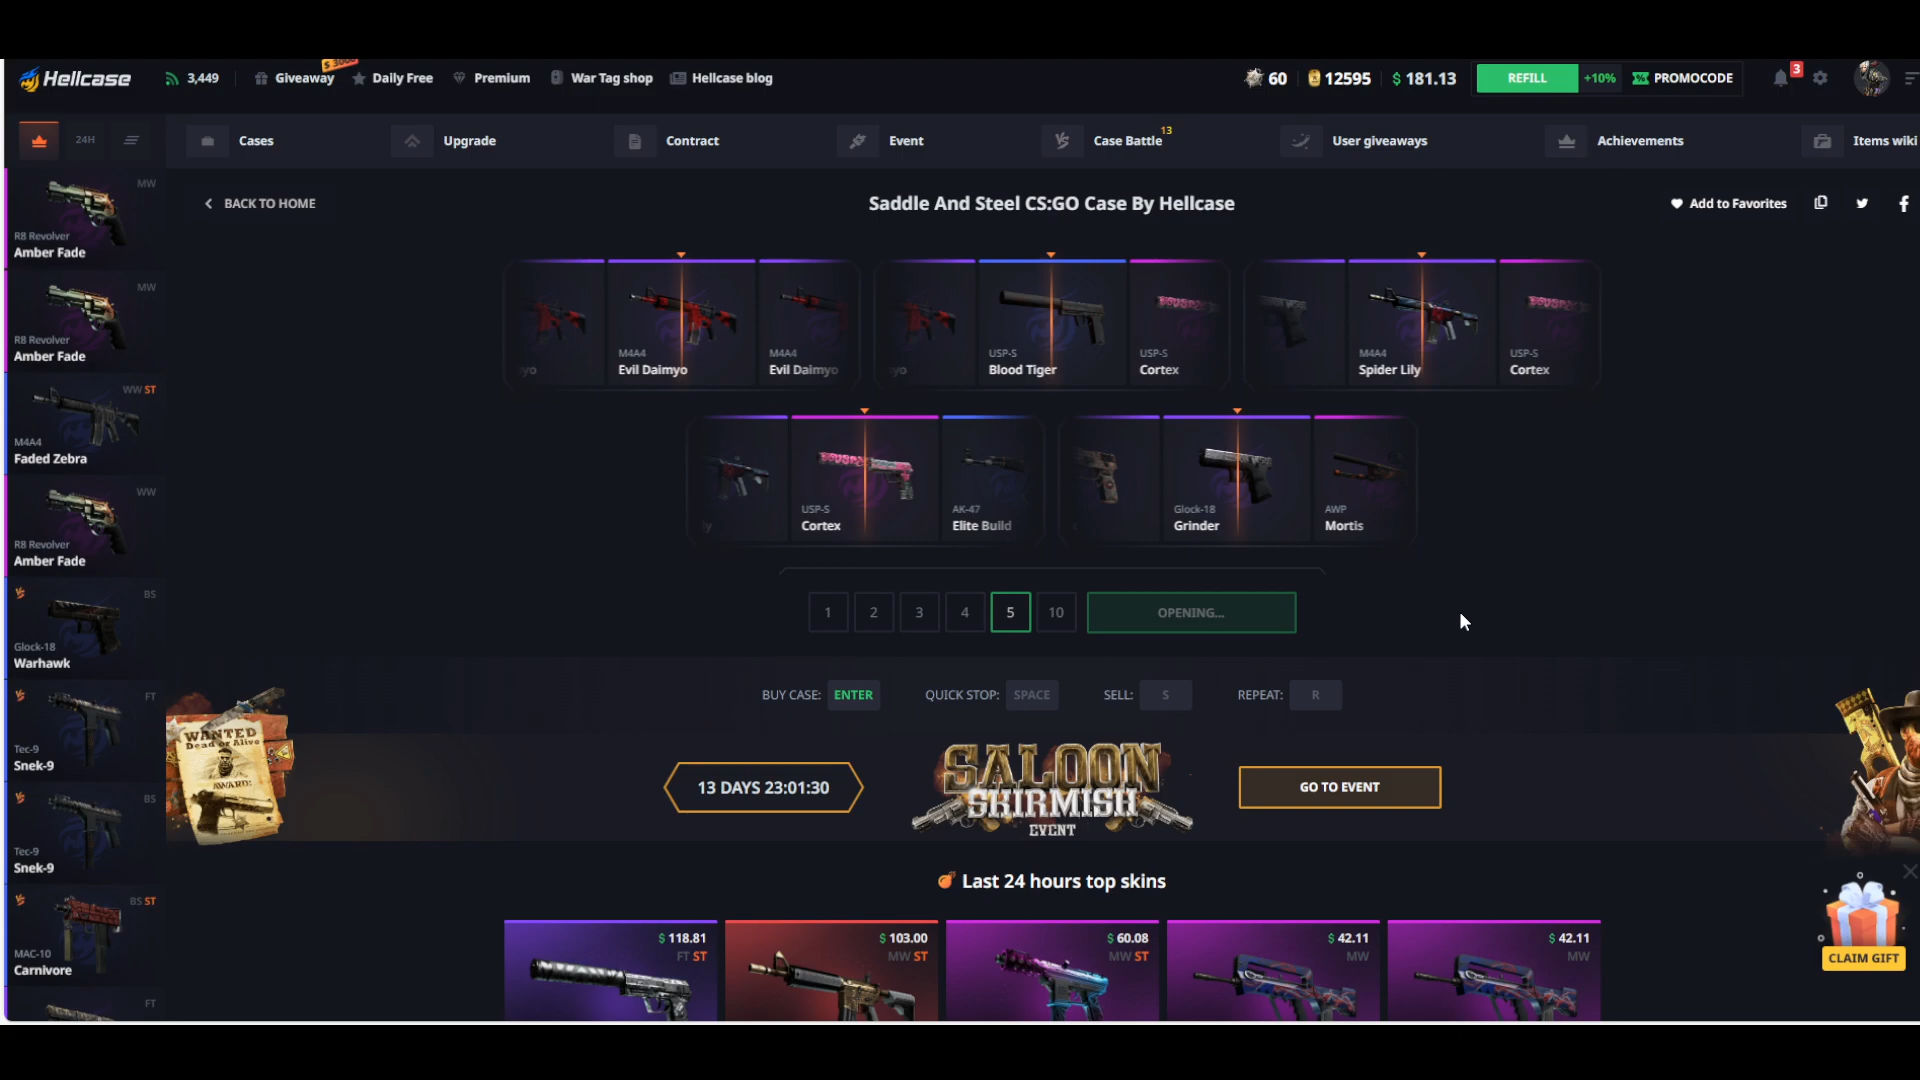 Hellcase
3,449
Giveaway
$ 3000
Daily Free
Premium
War Tag shop
Hellcase blog
60
12595
$ 181.13
REFILL
+10%
PROMOCODE
3
24H
Cases
Upgrade
Contract
Event
Case Battle
13
User giveaways
Achievements
Items wiki
BACK TO HOME
Saddle And Steel CS:GO Case By Hellcase
Add to Favorites
MW
R8 Revolver
Amber Fade
MW
R8 Revolver
Amber Fade
WW ST
M4A4
Faded Zebra
WW
R8 Revolver
Amber Fade
BS
Glock-18
Warhawk
FT
Tec-9
Snek-9
BS
Tec-9
Snek-9
BS ST
MAC-10
Carnivore
FT
yo
M4A4
Evil Daimyo
M4A4
Evil Daimyo
yo
USP-S
Blood Tiger
USP-S
Cortex
M4A4
Spider Lily
USP-S
Cortex
ly
USP-S
Cortex
AK-47
Elite Build
Glock-18
Grinder
AWP
Mortis
1
2
3
4
5
10
OPENING...
BUY CASE: ENTER
QUICK STOP: SPACE
SELL: S
REPEAT: R
WANTED
Dead or Alive
AWARD:
13 DAYS 23:01:30
SALOON
SKIRMISH
EVENT
GO TO EVENT
Last 24 hours top skins
$ 118.81
FT ST
$ 103.00
MW ST
$ 60.08
MW ST
$ 42.11
MW
$ 42.11
MW
CLAIM GIFT